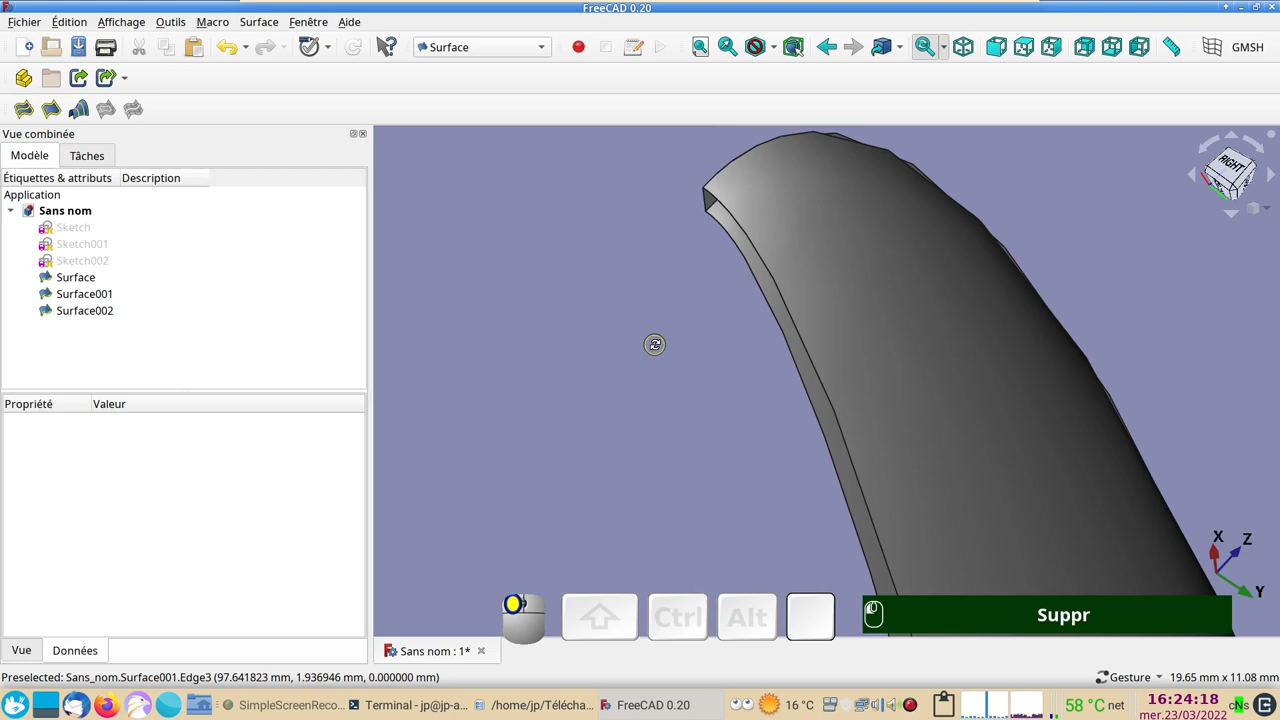 FreeCAD 0.20
Fichier Édition Affichage Outils Macro Surface Fenêtre Aide
Surface
GMSH
Vue combinée
Modèle Tâches
Étiquettes & attributs Description
Application
Sans nom
Sketch
Sketch001
Sketch002
Surface
Surface001
Surface002
RIGHT
Propriété Valeur
X
Z
Y
Ctrl Alt
Suppr
Vue Données
Sans nom : 1*
Preselected: Sans_nom.Surface001.Edge3 (97.641823 mm, 1.936946 mm, 0.000000 mm)
Gesture 19.65 mm x 11.08 mm
SimpleScreenReco...
Terminal - jp@jp-a...
/home/jp/Télécha...
FreeCAD 0.20
16 °C
58 °C net
16:24:18
mer.23/03/2022
cNs